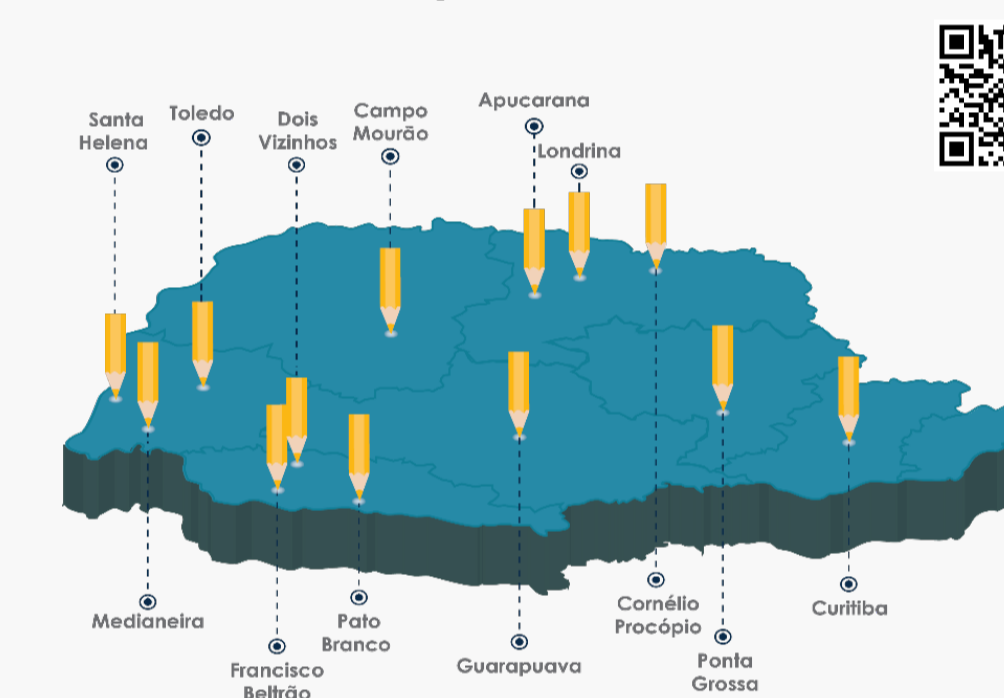 Apucarana
Campo
Mourão
Toledo
Santa
Helena
Dois
Vizinhos
Londrina
Cornélio
Procópio
Curitiba
Medianeira
Pato
Branco
Guarapuava
Ponta
Grossa
Francisco
Beltrão